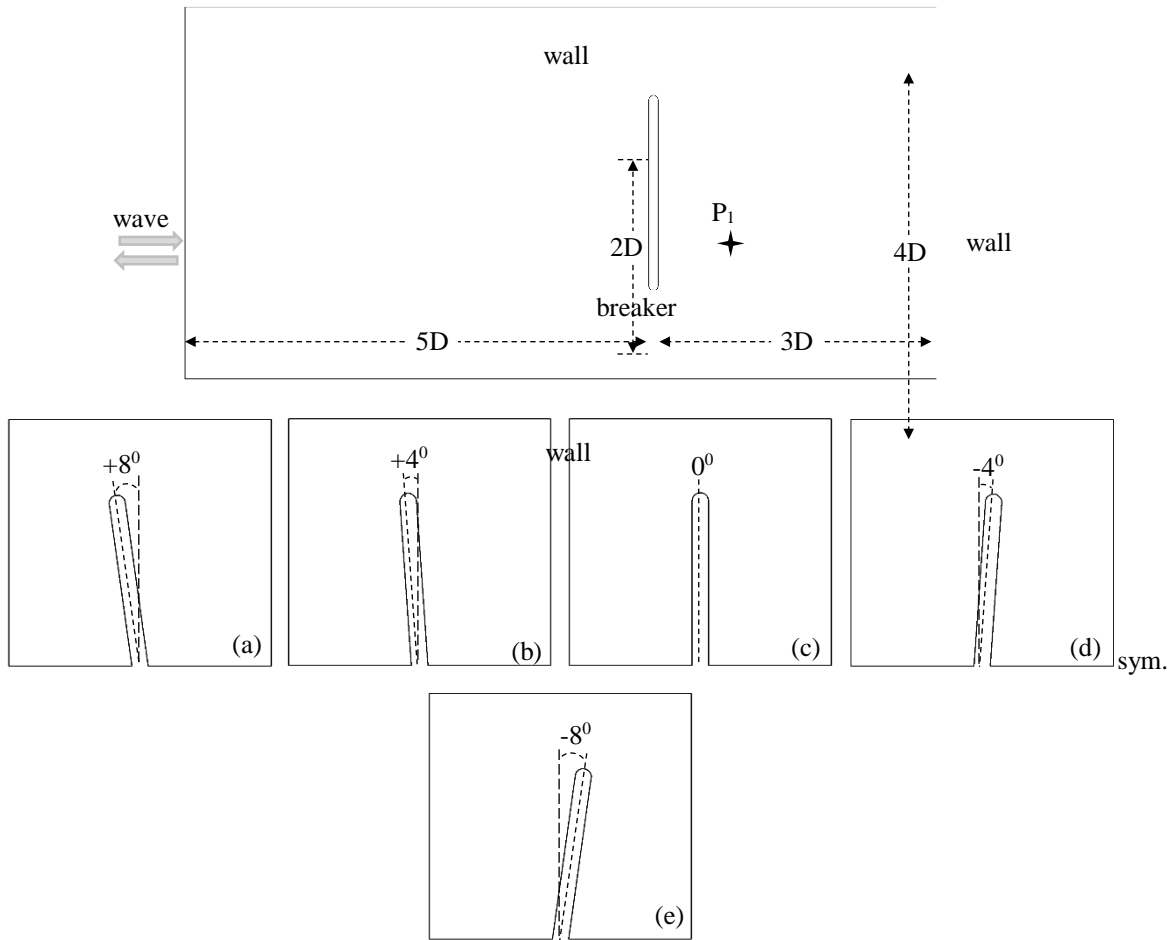 wall
wave
P₁
2D
4D
wall
breaker
5D
3D
+8⁰
+4⁰
wall
0⁰
-4⁰
(a)
(b)
(c)
(d)
sym.
-8⁰
(e)